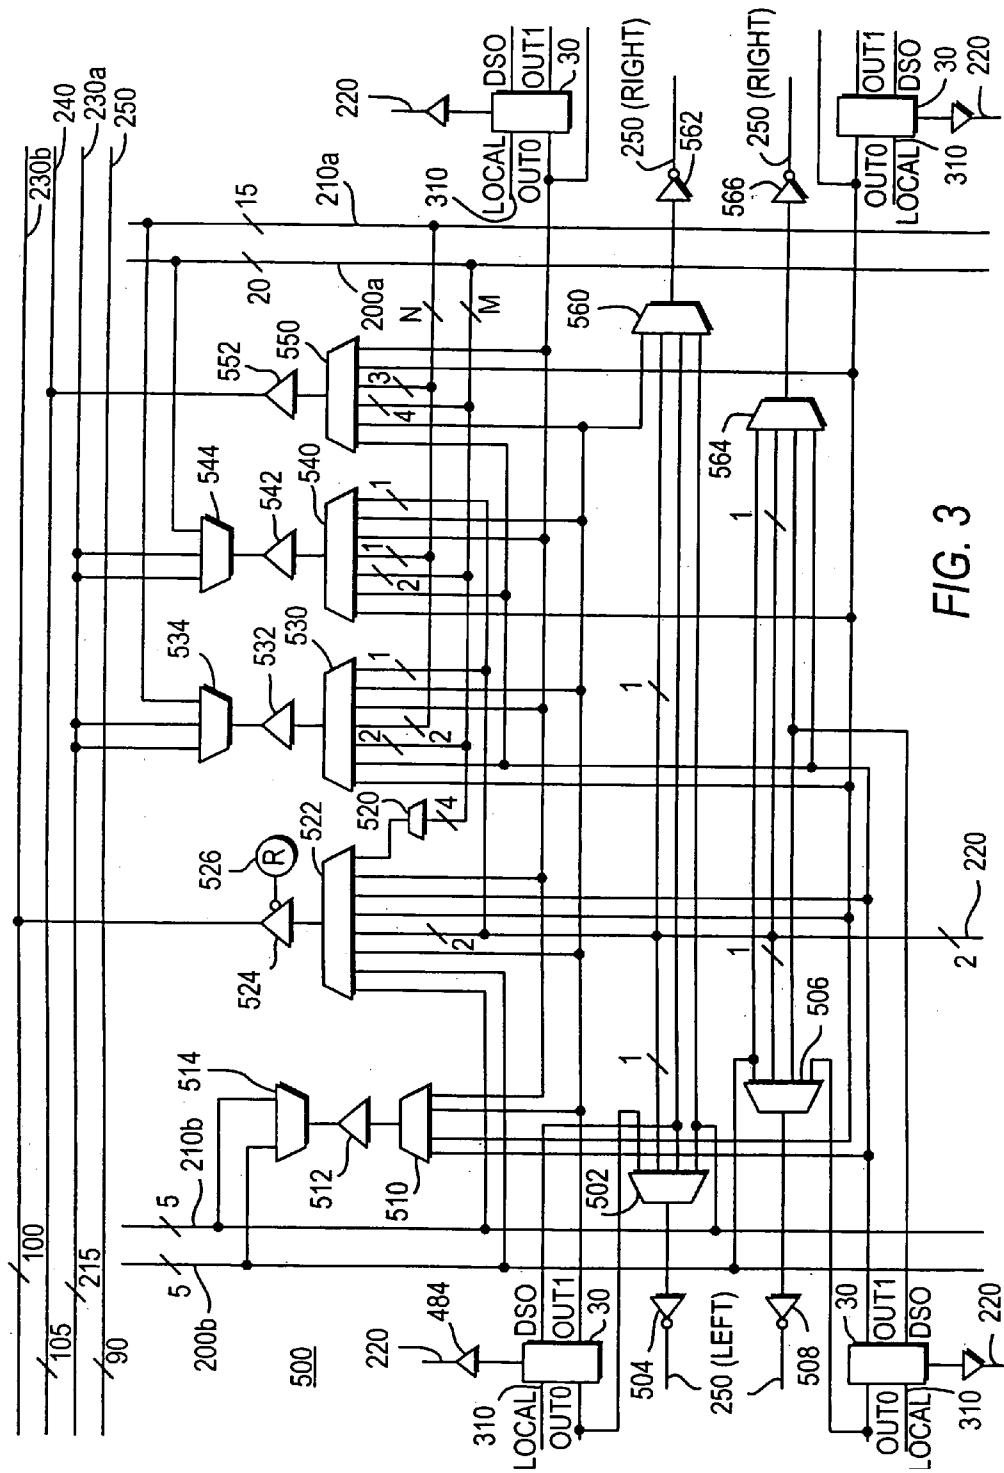 100
230b
105
240
215
230a
90
250
5
5
15
20
200b
210b
514
526
R
534
544
552
210a
200a
220
500
524
532
542
550
N
M
220
484
512
522
530
540
310
DSO
LOCAL
310
510
520
2
2
1
2
1
1
4
3
LOCAL
DSO
OUT0
OUT1
30
2
4
OUT0
OUT1
30
502
504
1
1
560
250 (RIGHT)
562
250 (LEFT)
506
508
1
1
564
566
250 (RIGHT)
30
OUT0
OUT1
OUT0
OUT1
LOCAL
DSO
LOCAL
DSO
310
220
2
220
310
30
220
FIG. 3